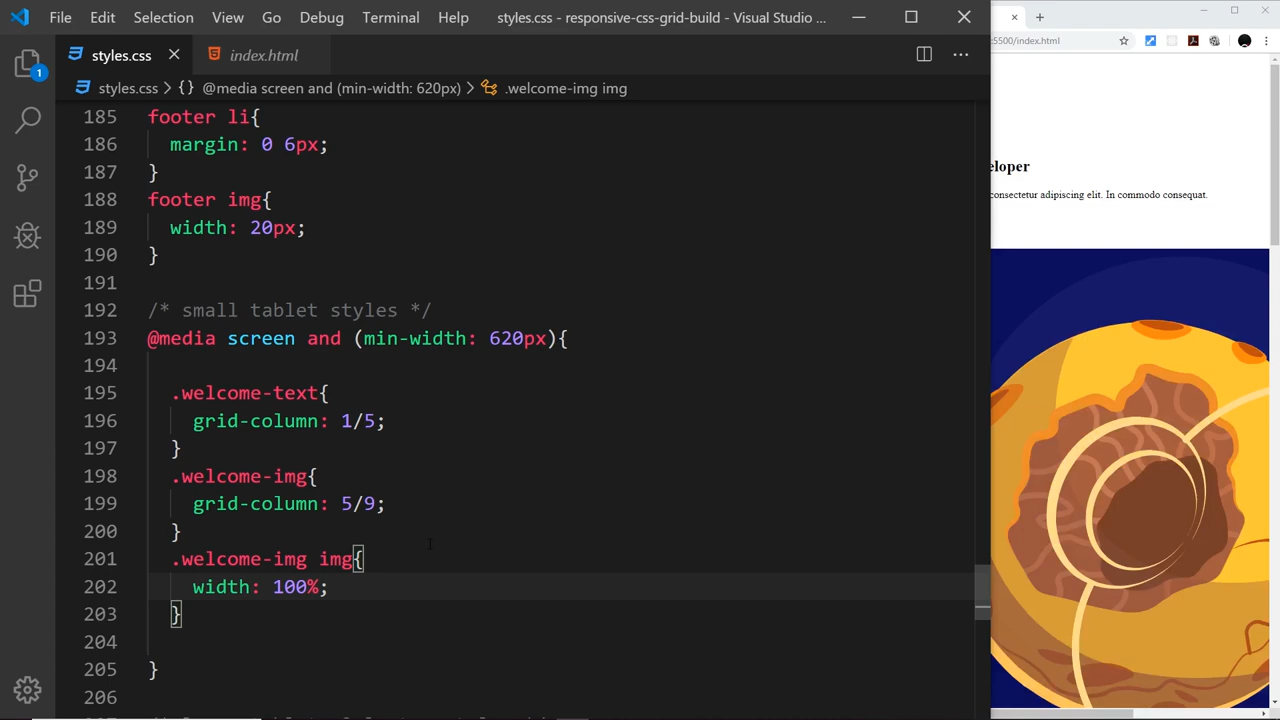 File Edit Selection View Go Debug Terminal Help styles.css - responsive-css-grid-build - Visual Studio ...
styles.css index.html
1
styles.css > {} @media screen and (min-width: 620px) > .welcome-img img
185 footer li{
186 margin: 0 6px;
187 }
188 footer img{
189 width: 20px;
190 }
191
192 /* small tablet styles */
193 @media screen and (min-width: 620px){
194
195 .welcome-text{
196 grid-column: 1/5;
197 }
198 .welcome-img{
199 grid-column: 5/9;
200 }
201 .welcome-img img{
202 width: 100%;
203 }
204
205 }
206
:5500/index.html
eloper
consectetur adipiscing elit. In commodo consequat.